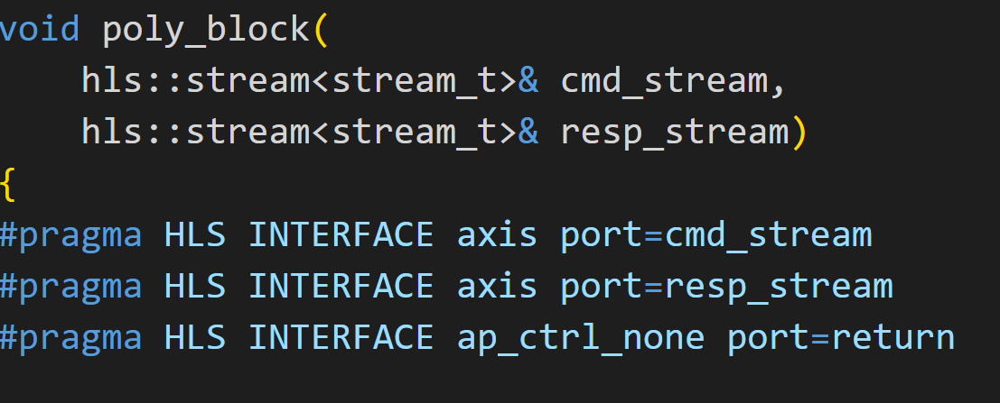 void poly_block(
    hls::stream<stream_t>& cmd_stream,
    hls::stream<stream_t>& resp_stream)
{
#pragma HLS INTERFACE axis port=cmd_stream
#pragma HLS INTERFACE axis port=resp_stream
#pragma HLS INTERFACE ap_ctrl_none port=return